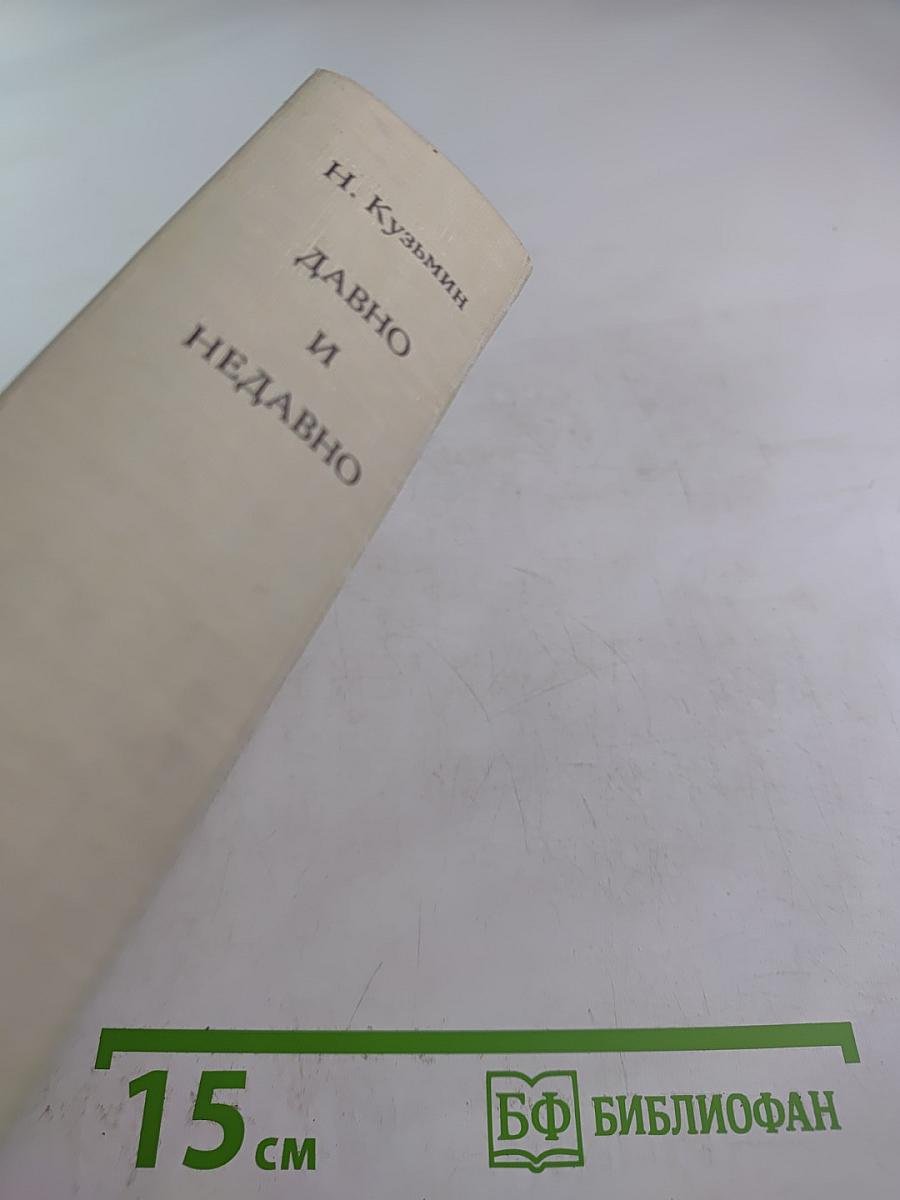 Н. Кузьмин
ДАВНО
И
НЕДАВНО
15 см
БФ БИБЛИОФАН